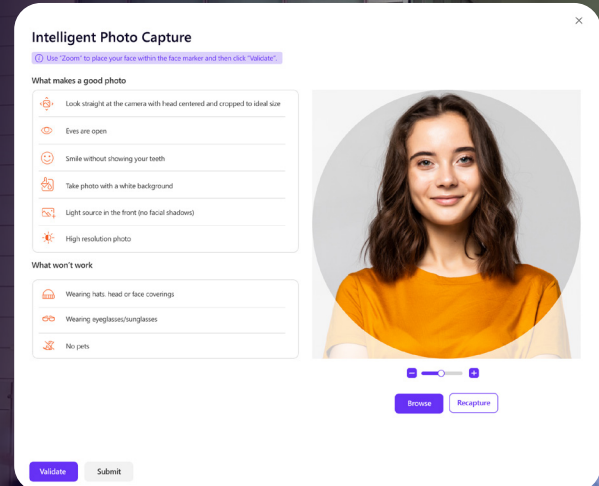 Intelligent Photo Capture
Use "Zoom" to place your face within the face marker and then click "Validate".
What makes a good photo
Look straight at the camera with head centered and cropped to ideal size
Eves are open
Smile without showing your teeth
Take photo with a white background
Light source in the front (no facial shadows)
High resolution photo
What won't work
Wearing hats. head or face coverings
Wearing eyeglasses/sunglasses
No pets
Browse
Recapture
Validate
Submit